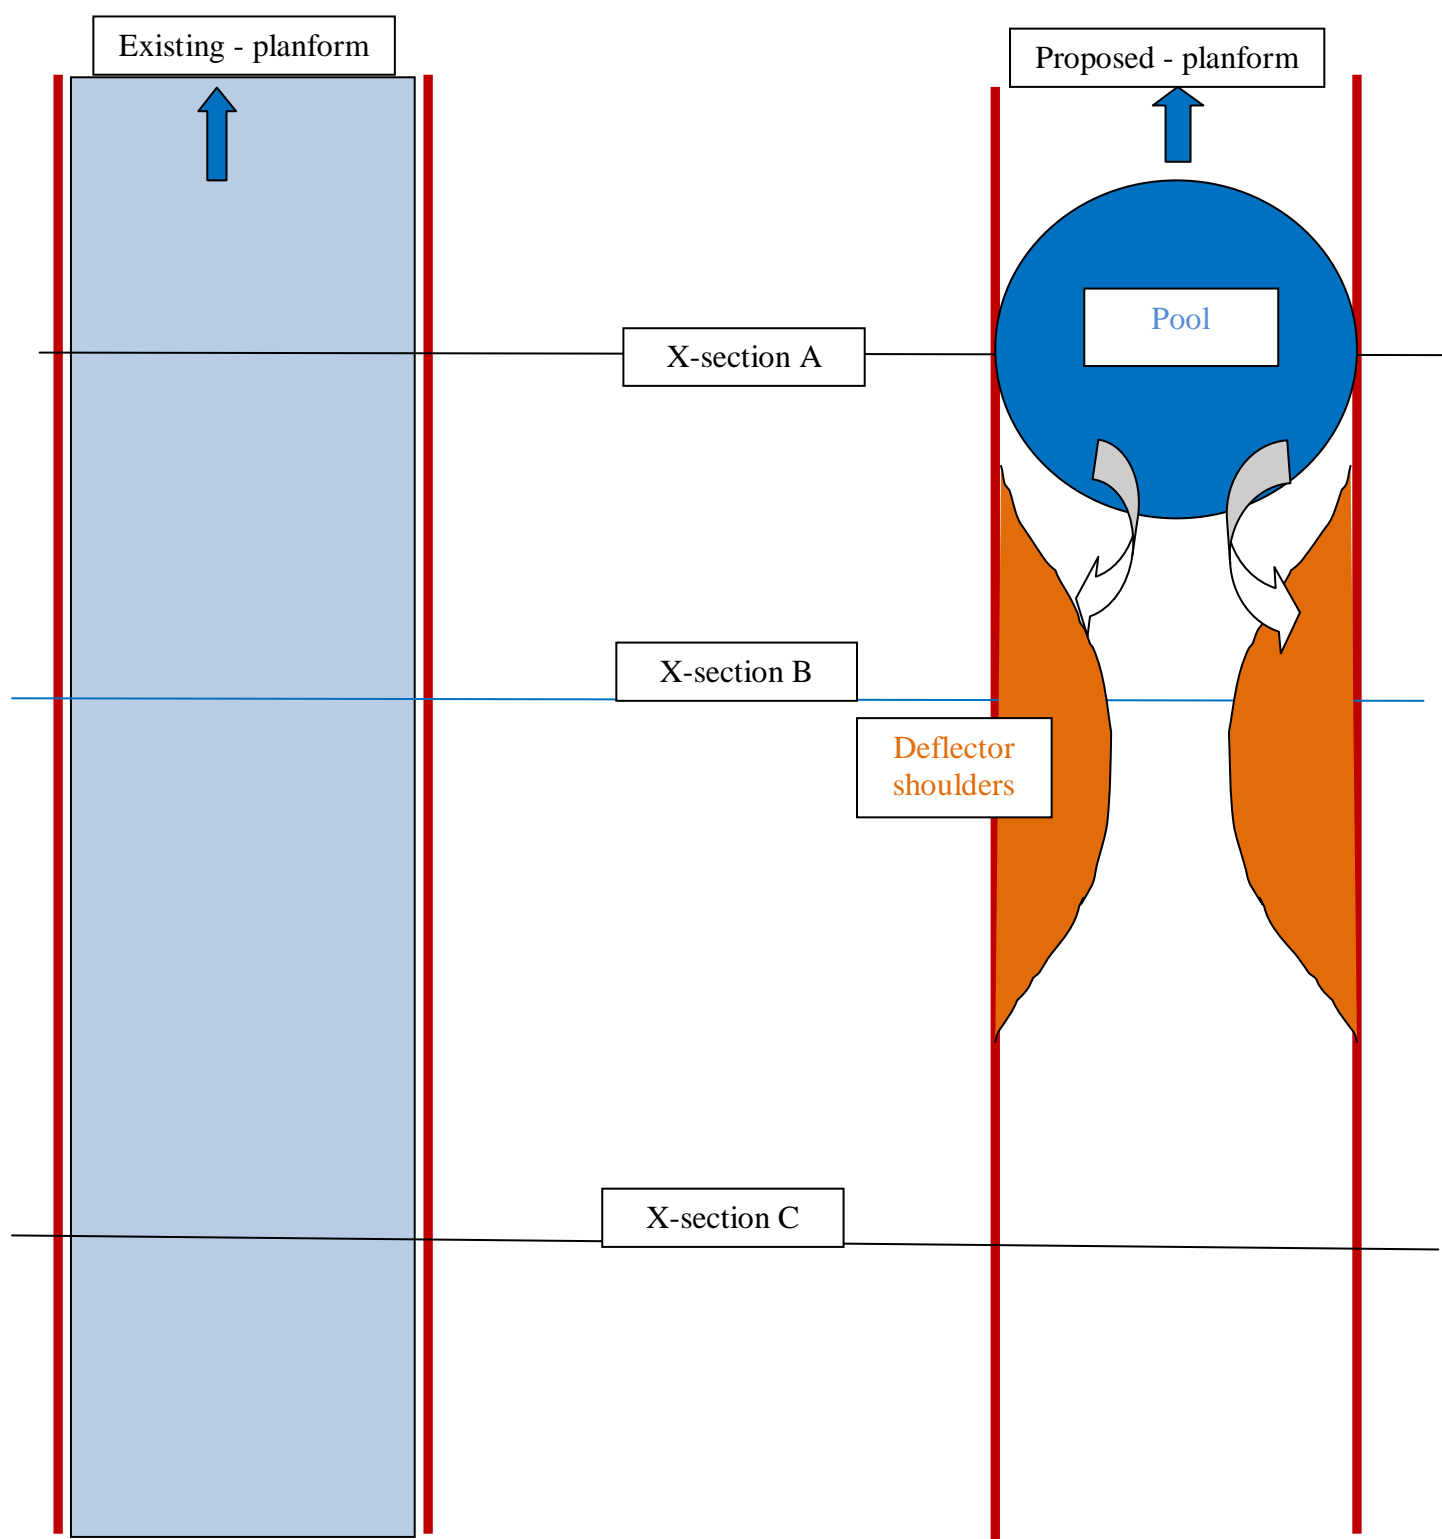 Existing - planform
Proposed - planform
Pool
X-section A
X-section B
Deflector
shoulders
X-section C